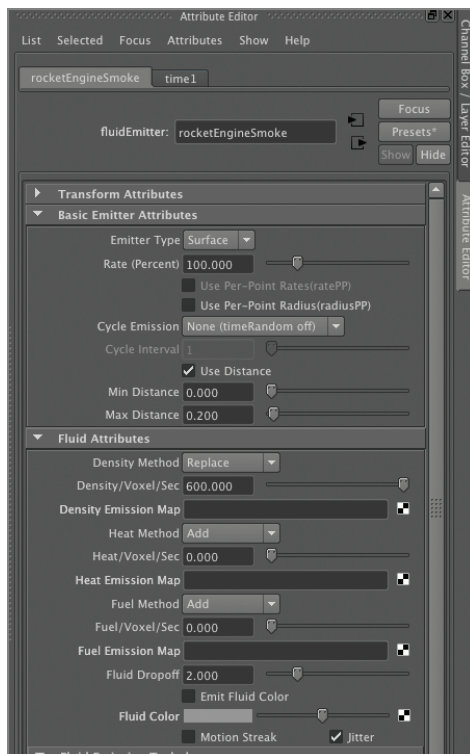 Attribute Editor
List Selected Focus Attributes Show Help
rocketEngineSmoke time1
Focus
fluidEmitter: rocketEngineSmoke
Presets*
Show Hide
Transform Attributes
Basic Emitter Attributes
Emitter Type Surface
Rate (Percent) 100.000
Use Per-Point Rates(ratePP)
Use Per-Point Radius(radiusPP)
Cycle Emission None (timeRandom off)
Cycle Interval 1
Use Distance
Min Distance 0.000
Max Distance 0.200
Fluid Attributes
Density Method Replace
Density/Voxel/Sec 600.000
Density Emission Map
Heat Method Add
Heat/Voxel/Sec 0.000
Heat Emission Map
Fuel Method Add
Fuel/Voxel/Sec 0.000
Fuel Emission Map
Fluid Dropoff 2.000
Emit Fluid Color
Fluid Color
Motion Streak Jitter
Channel Box / Layer Editor
Attribute Editor